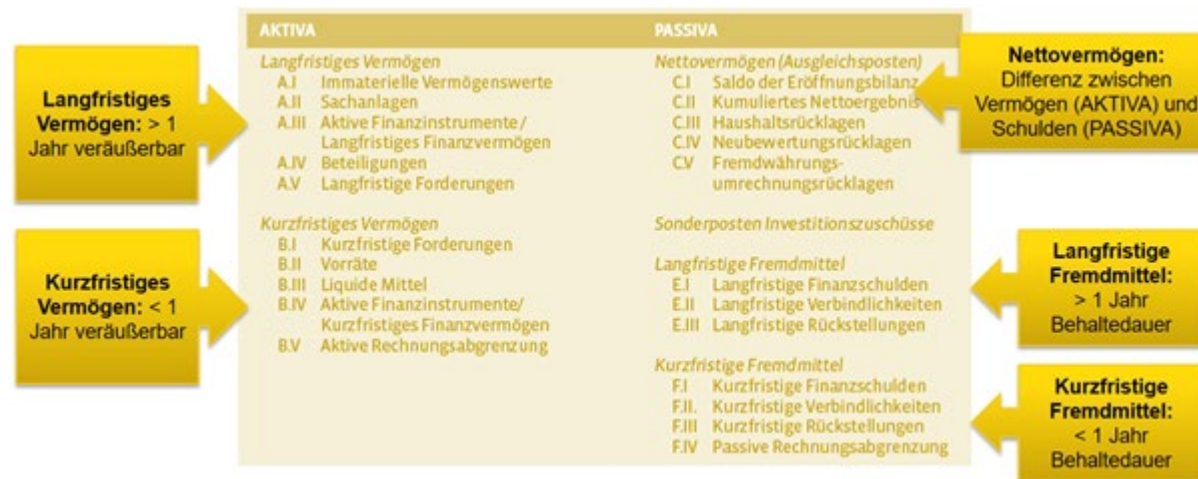 Langfristiges
Vermögen: > 1
Jahr veräußerbar
Kurzfristiges
Vermögen: < 1
Jahr veräußerbar
AKTIVA
Langfristiges Vermögen
A.I Immaterielle Vermögenswerte
A.II Sachanlagen
A.III Aktive Finanzinstrumente/
Langfristiges Finanzvermögen
A.IV Beteiligungen
A.V Langfristige Forderungen
Kurzfristiges Vermögen
B.I Kurzfristige Forderungen
B.II Vorräte
B.III Liquide Mittel
B.IV Aktive Finanzinstrumente/
Kurzfristiges Finanzvermögen
B.V Aktive Rechnungsabgrenzung
PASSIVA
Nettovermögen (Ausgleichsposten)
C.I Saldo der Eröffnungsbilanz
C.II Kumuliertes Nettoergebnis
C.III Haushaltsrücklagen
C.IV Neubewertungsrücklagen
C.V Fremdwährungs-
umrechnungsrücklagen
Sonderposten Investitionszuschüsse
Langfristige Fremdmittel
E.I Langfristige Finanzschulden
E.II Langfristige Verbindlichkeiten
E.III Langfristige Rückstellungen
Kurzfristige Fremdmittel
F.I Kurzfristige Finanzschulden
F.II. Kurzfristige Verbindlichkeiten
F.III Kurzfristige Rückstellungen
F.IV Passive Rechnungsabgrenzung
Nettovermögen:
Differenz zwischen
Vermögen (AKTIVA) und
Schulden (PASSIVA)
Langfristige
Fremdmittel:
> 1 Jahr
Behaltedauer
Kurzfristige
Fremdmittel:
< 1 Jahr
Behaltedauer